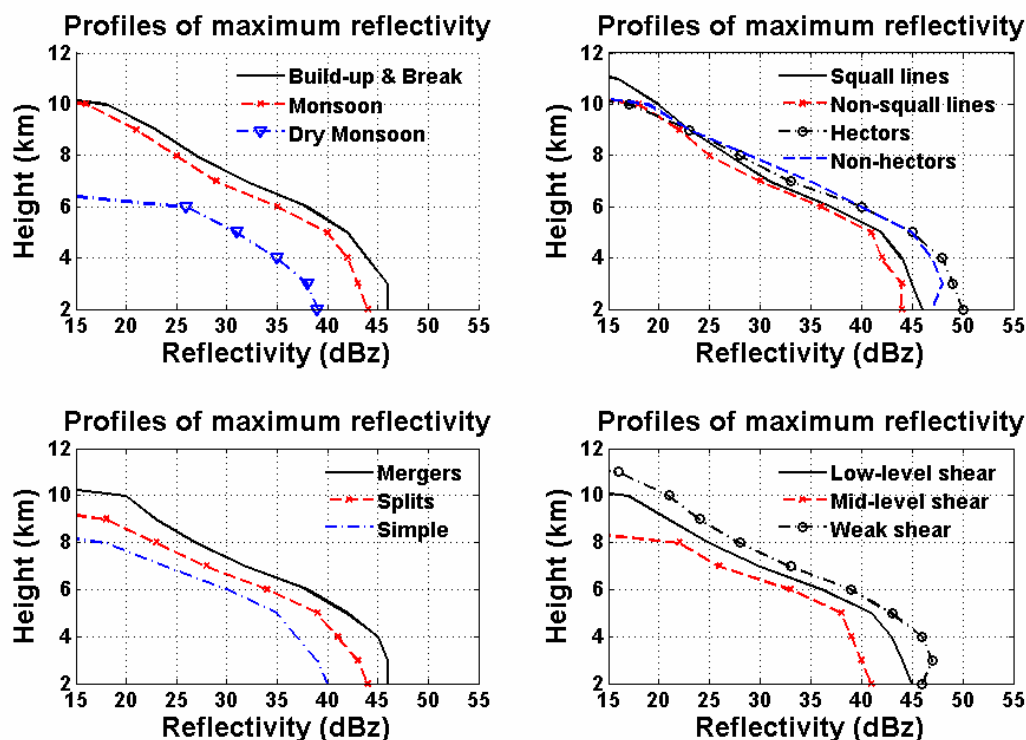 Profiles of maximum reflectivity
12
10
8
6
4
2
Height (km)
Build-up & Break
Monsoon
Dry Monsoon
15 20 25 30 35 40 45 50 55
Reflectivity (dBz)
Profiles of maximum reflectivity
12
10
8
6
4
2
Height (km)
Squall lines
Non-squall lines
Hectors
Non-hectors
15 20 25 30 35 40 45 50 55
Reflectivity (dBz)
Profiles of maximum reflectivity
12
10
8
6
4
2
Height (km)
Mergers
Splits
Simple
15 20 25 30 35 40 45 50 55
Reflectivity (dBz)
Profiles of maximum reflectivity
12
10
8
6
4
2
Height (km)
Low-level shear
Mid-level shear
Weak shear
15 20 25 30 35 40 45 50 55
Reflectivity (dBz)